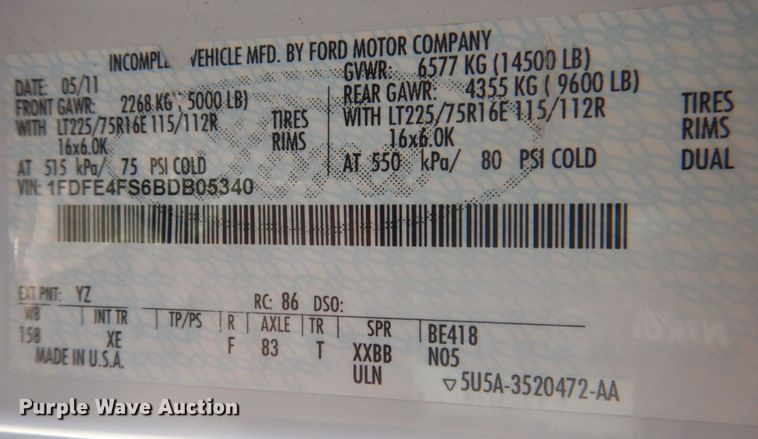 INCOMPLE VEHICLE MFD. BY FORD MOTOR COMPANY
DATE: 05/11
GVWR: 6577 KG (14500 LB)
FRONT GAWR: 2268 KG ( 5000 LB)
REAR GAWR: 4355 KG ( 9600 LB)
WITH LT225/75R16E 115/112R TIRES
WITH LT225/75R16E 115/112R TIRES
16x6.0K RIMS
16x6.0K RIMS
AT 515 kPa/ 75 PSI COLD
AT 550 kPa/ 80 PSI COLD DUAL
VIN: 1FDFE4FS6BDB05340
EXT PNT: YZ RC: 86 DSO:
WB INT TR TP/PS R AXLE TR SPR BE418
158 XE F 83 T XXBB N05
MADE IN U.S.A. ULN ▽5U5A-3520472-AA
Purple Wave Auction